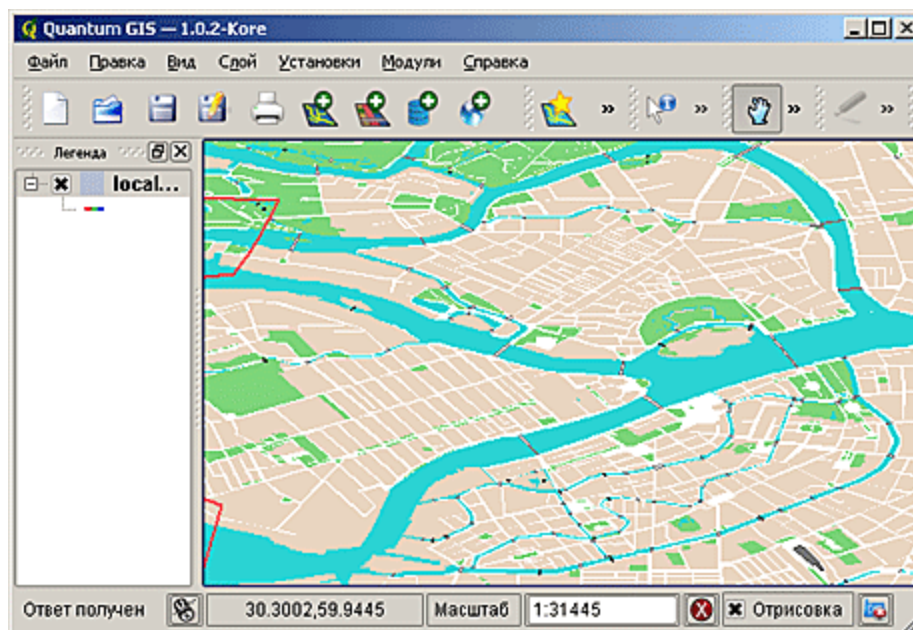 Quantum GIS — 1.0.2-Kore
Файл Правка Вид Слой Установки Модули Справка
Легенда
local...
Ответ получен 30.3002,59.9445 Масштаб 1:31445 Отрисовка